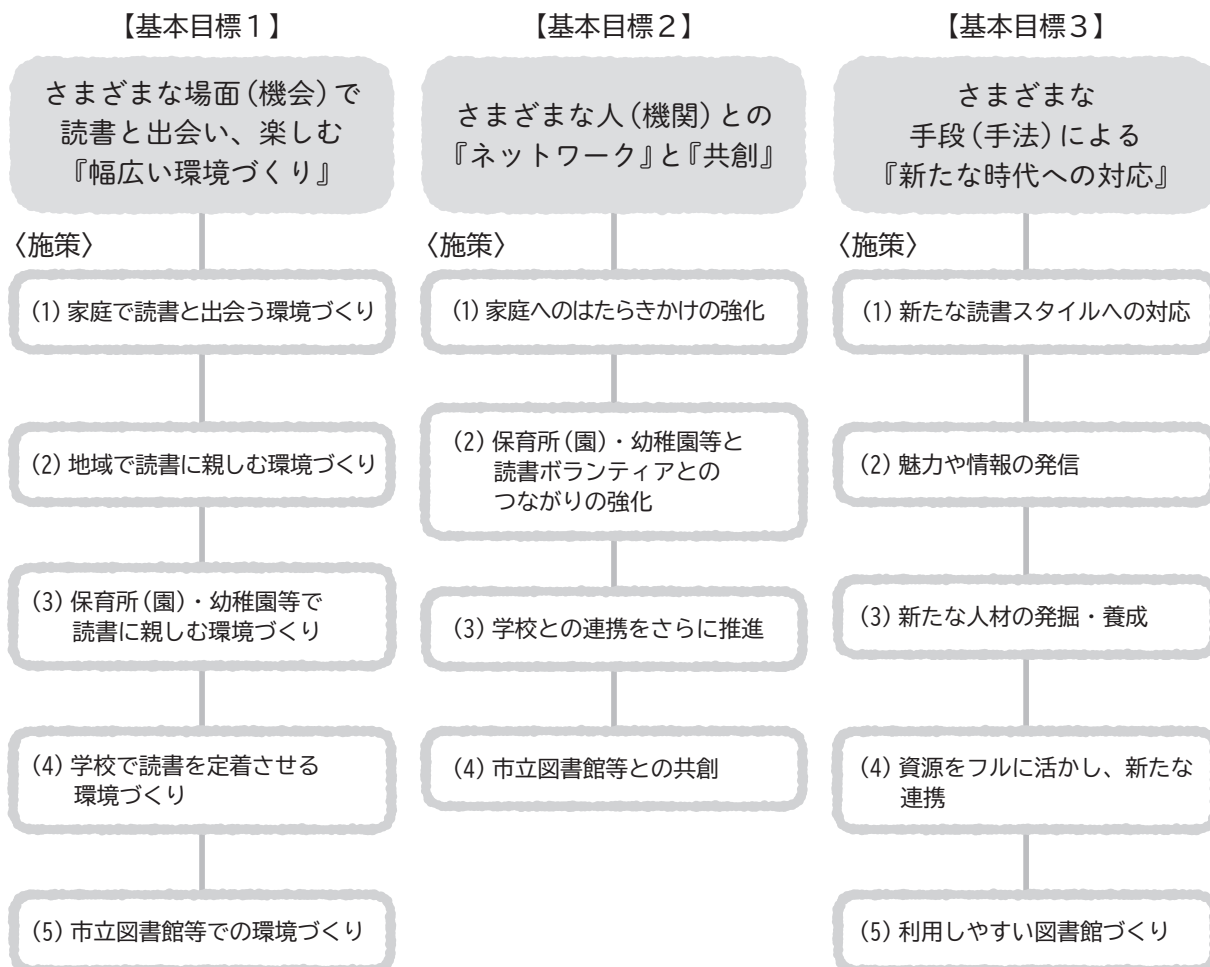 【基本目標１】
さまざまな場面(機会)で
読書と出会い、楽しむ
『幅広い環境づくり』
〈施策〉
(1) 家庭で読書と出会う環境づくり
(2) 地域で読書に親しむ環境づくり
(3) 保育所(園)・幼稚園等で
読書に親しむ環境づくり
(4) 学校で読書を定着させる
環境づくり
(5) 市立図書館等での環境づくり
【基本目標２】
さまざまな人(機関)との
『ネットワーク』と『共創』
〈施策〉
(1) 家庭へのはたらきかけの強化
(2) 保育所(園)・幼稚園等と
読書ボランティアとの
つながりの強化
(3) 学校との連携をさらに推進
(4) 市立図書館等との共創
【基本目標３】
さまざまな
手段(手法)による
『新たな時代への対応』
〈施策〉
(1) 新たな読書スタイルへの対応
(2) 魅力や情報の発信
(3) 新たな人材の発掘・養成
(4) 資源をフルに活かし、新たな
連携
(5) 利用しやすい図書館づくり